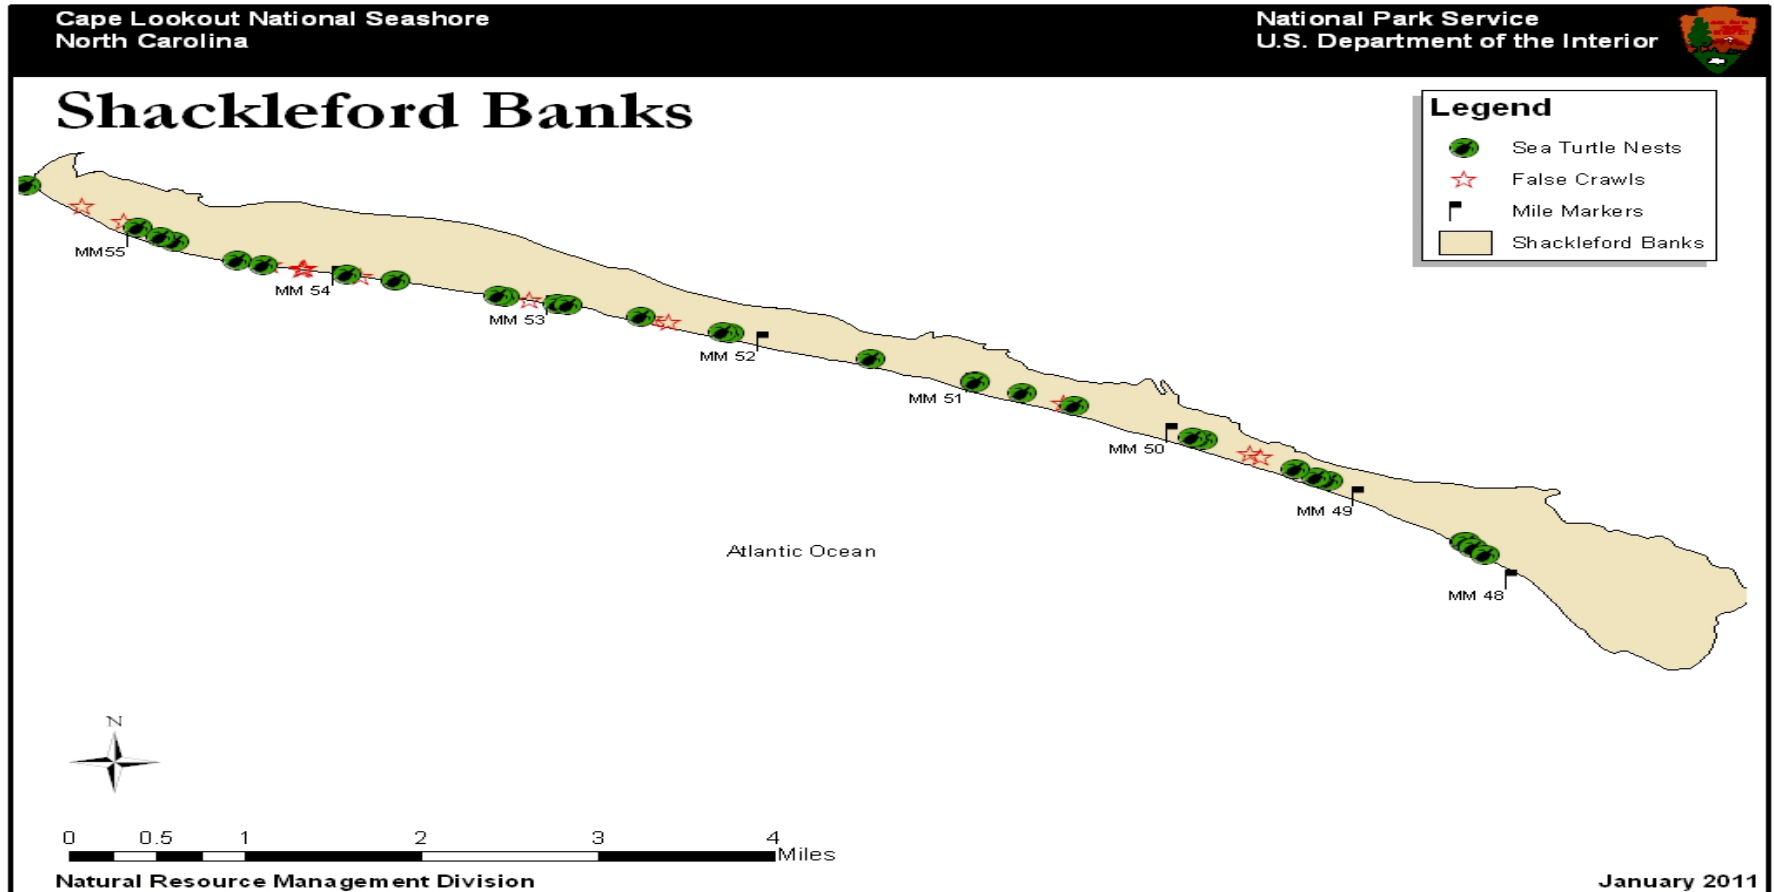 Cape Lookout National Seashore
North Carolina
National Park Service
U.S. Department of the Interior
Shackleford Banks
Legend
Sea Turtle Nests
False Crawls
Mile Markers
Shackleford Banks
MM55
MM 54
MM 53
MM 52
MM 51
MM 50
MM 49
MM 48
Atlantic Ocean
N
0 0.5 1 2 3 4
Miles
Natural Resource Management Division
January 2011